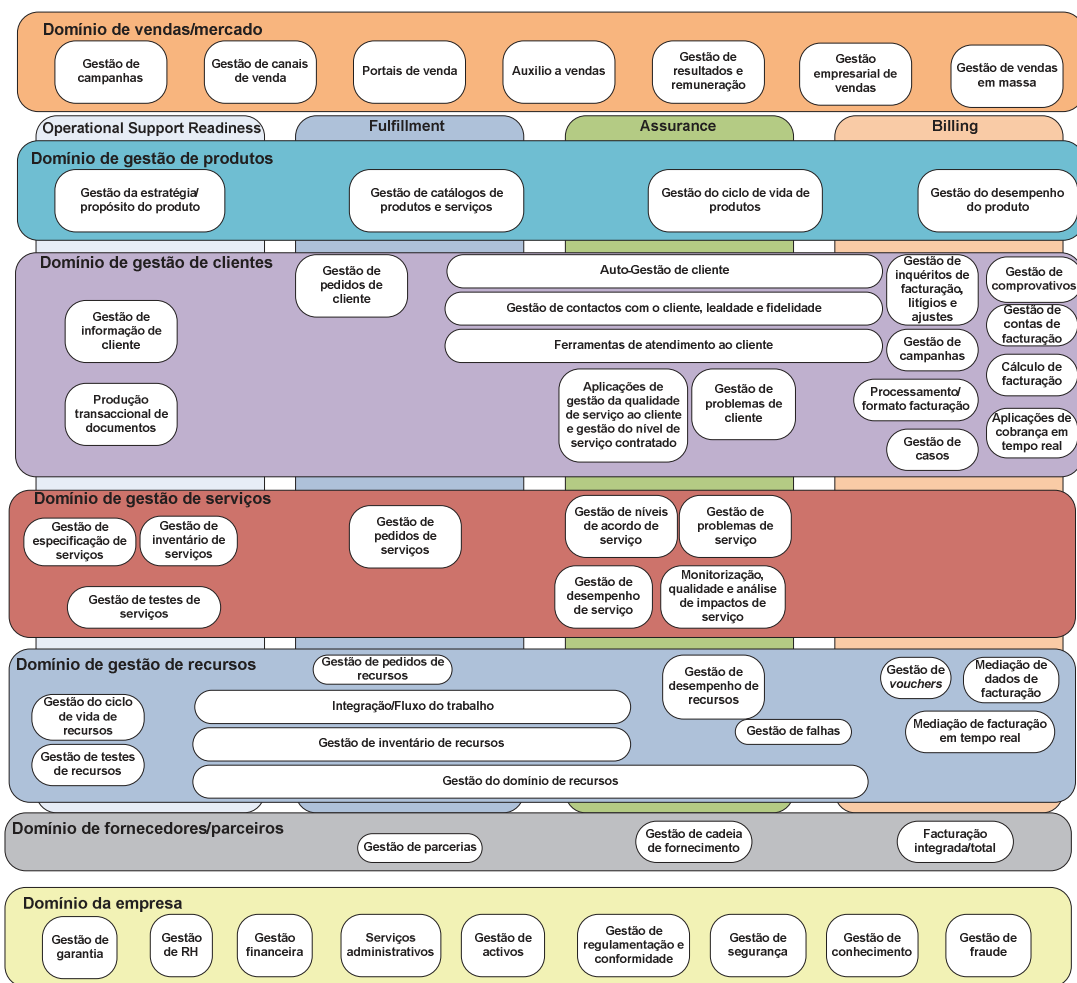 Domínio de vendas/mercado
Gestão de
campanhas
Gestão de canais
de venda
Portais de venda
Auxilio a vendas
Gestão de
resultados e
remuneração
Gestão
empresarial de
vendas
Gestão de vendas
em massa
Operational Support Readiness
Fulfillment
Assurance
Billing
Domínio de gestão de produtos
Gestão da estratégia/
propósito do produto
Gestão de catálogos de
produtos e serviços
Gestão do ciclo de vida de
produtos
Gestão do desempenho
do produto
Domínio de gestão de clientes
Gestão de
informação de
cliente
Produção
transaccional de
documentos
Gestão de
pedidos de
cliente
Auto-Gestão de cliente
Gestão de contactos com o cliente, lealdade e fidelidade
Ferramentas de atendimento ao cliente
Aplicações de
gestão da qualidade
de serviço ao cliente
e gestão do nível de
serviço contratado
Gestão de
problemas de
cliente
Gestão de
inquéritos de
facturação,
litígios e
ajustes
Gestão de
campanhas
Processamento/
formato facturação
Gestão de
casos
Gestão de
comprovativos
Gestão de
contas de
facturação
Cálculo de
facturação
Aplicações de
cobrança em
tempo real
Domínio de gestão de serviços
Gestão de
especificação de
serviços
Gestão de
inventário de
serviços
Gestão de testes de
serviços
Gestão de
pedidos de
serviços
Gestão de níveis
de acordo de
serviço
Gestão de
problemas de
serviço
Gestão de
desempenho
de serviço
Monitorização,
qualidade e análise
de impactos de
serviço
Domínio de gestão de recursos
Gestão do ciclo
de vida de
recursos
Gestão de testes
de recursos
Gestão de pedidos de
recursos
Integração/Fluxo do trabalho
Gestão de inventário de recursos
Gestão do domínio de recursos
Gestão de
desempenho de
recursos
Gestão de falhas
Gestão de
vouchers
Mediação de
dados de
facturação
Mediação de facturação
em tempo real
Domínio de fornecedores/parceiros
Gestão de parcerias
Gestão de cadeia
de fornecimento
Facturação
integrada/total
Domínio da empresa
Gestão de
garantia
Gestão
de RH
Gestão
financeira
Serviços
administrativos
Gestão de
activos
Gestão de
regulamentação e
conformidade
Gestão de
segurança
Gestão de
conhecimento
Gestão de
fraude